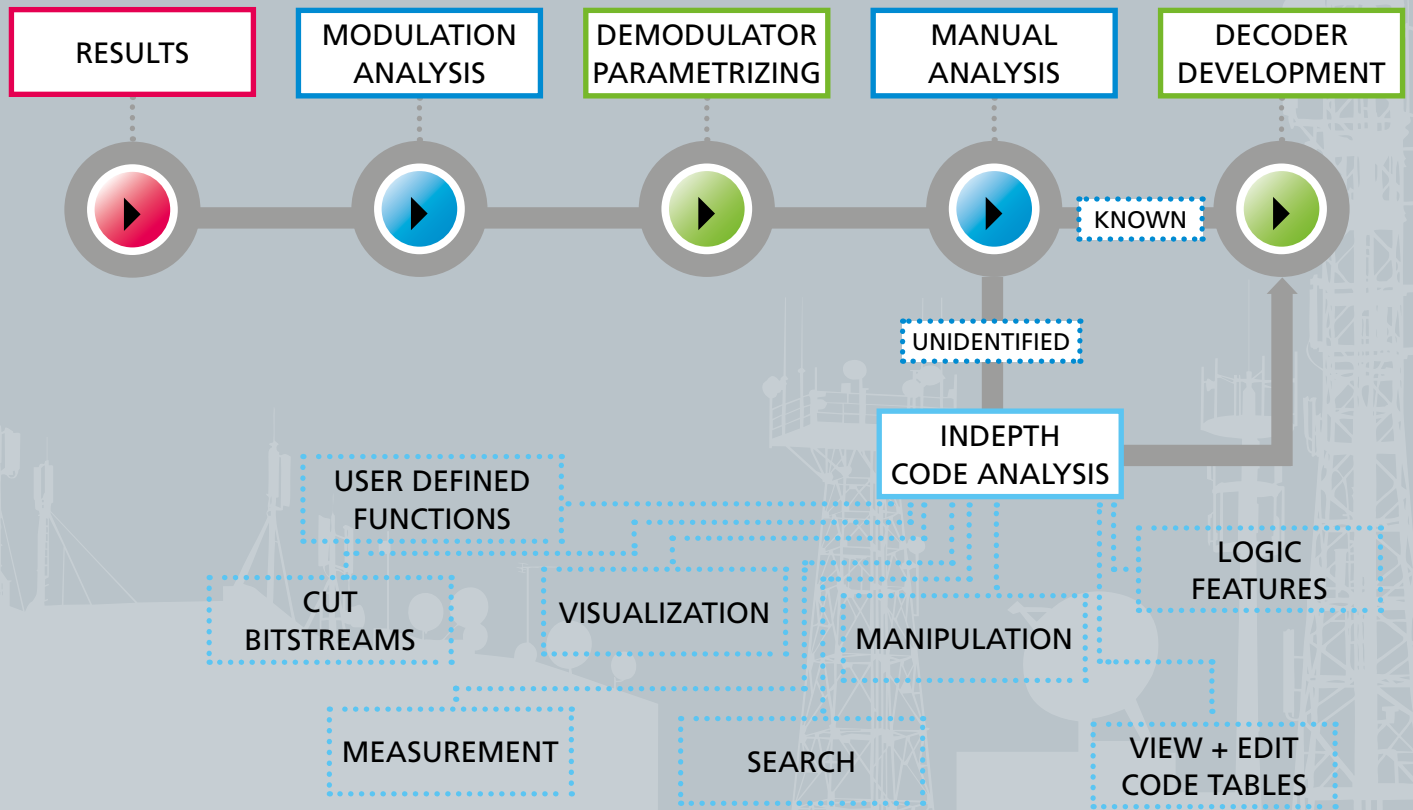 RESULTS
MODULATION
ANALYSIS
DEMODULATOR
PARAMETRIZING
MANUAL
ANALYSIS
DECODER
DEVELOPMENT
KNOWN
UNIDENTIFIED
INDEPTH
CODE ANALYSIS
USER DEFINED
FUNCTIONS
LOGIC
FEATURES
CUT
BITSTREAMS
VISUALIZATION
MANIPULATION
MEASUREMENT
SEARCH
VIEW + EDIT
CODE TABLES